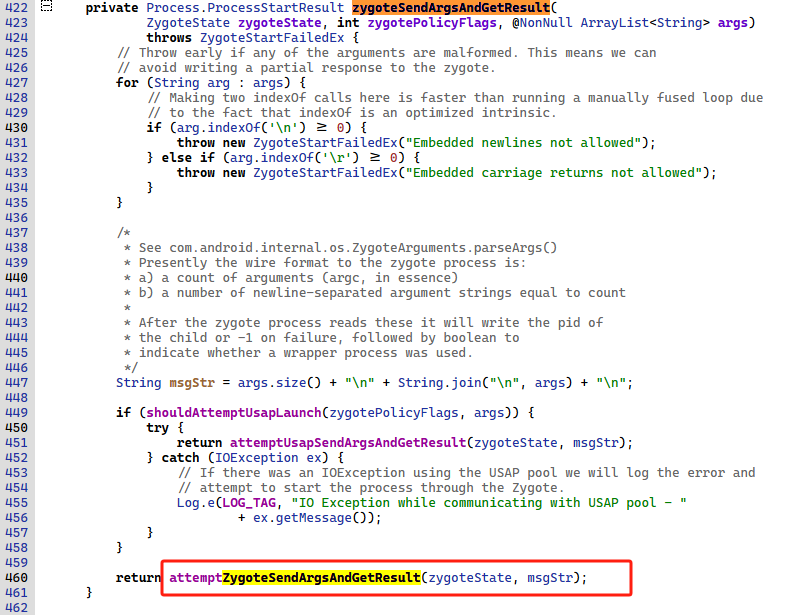 422 private Process.ProcessStartResult zygoteSendArgsAndGetResult(
423 ZygoteState zygoteState, int zygotePolicyFlags, @NonNull ArrayList<String> args)
424 throws ZygoteStartFailedEx {
425 // Throw early if any of the arguments are malformed. This means we can
426 // avoid writing a partial response to the zygote.
427 for (String arg : args) {
428 // Making two indexOf calls here is faster than running a manually fused loop due
429 // to the fact that indexOf is an optimized intrinsic.
430 if (arg.indexOf('\n') ≥ 0) {
431 throw new ZygoteStartFailedEx("Embedded newlines not allowed");
432 } else if (arg.indexOf('\r') ≥ 0) {
433 throw new ZygoteStartFailedEx("Embedded carriage returns not allowed");
434 }
435 }
436
437 /*
438 * See com.android.internal.os.ZygoteArguments.parseArgs()
439 * Presently the wire format to the zygote process is:
440 * a) a count of arguments (argc, in essence)
441 * b) a number of newline-separated argument strings equal to count
442 *
443 * After the zygote process reads these it will write the pid of
444 * the child or -1 on failure, followed by boolean to
445 * indicate whether a wrapper process was used.
446 */
447 String msgStr = args.size() + "\n" + String.join("\n", args) + "\n";
448
449 if (shouldAttemptUsapLaunch(zygotePolicyFlags, args)) {
450 try {
451 return attemptUsapSendArgsAndGetResult(zygoteState, msgStr);
452 } catch (IOException ex) {
453 // If there was an IOException using the USAP pool we will log the error and
454 // attempt to start the process through the Zygote.
455 Log.e(LOG_TAG, "IO Exception while communicating with USAP pool - "
456 + ex.getMessage());
457 }
458 }
459
460 return attemptZygoteSendArgsAndGetResult(zygoteState, msgStr);
461 }
462